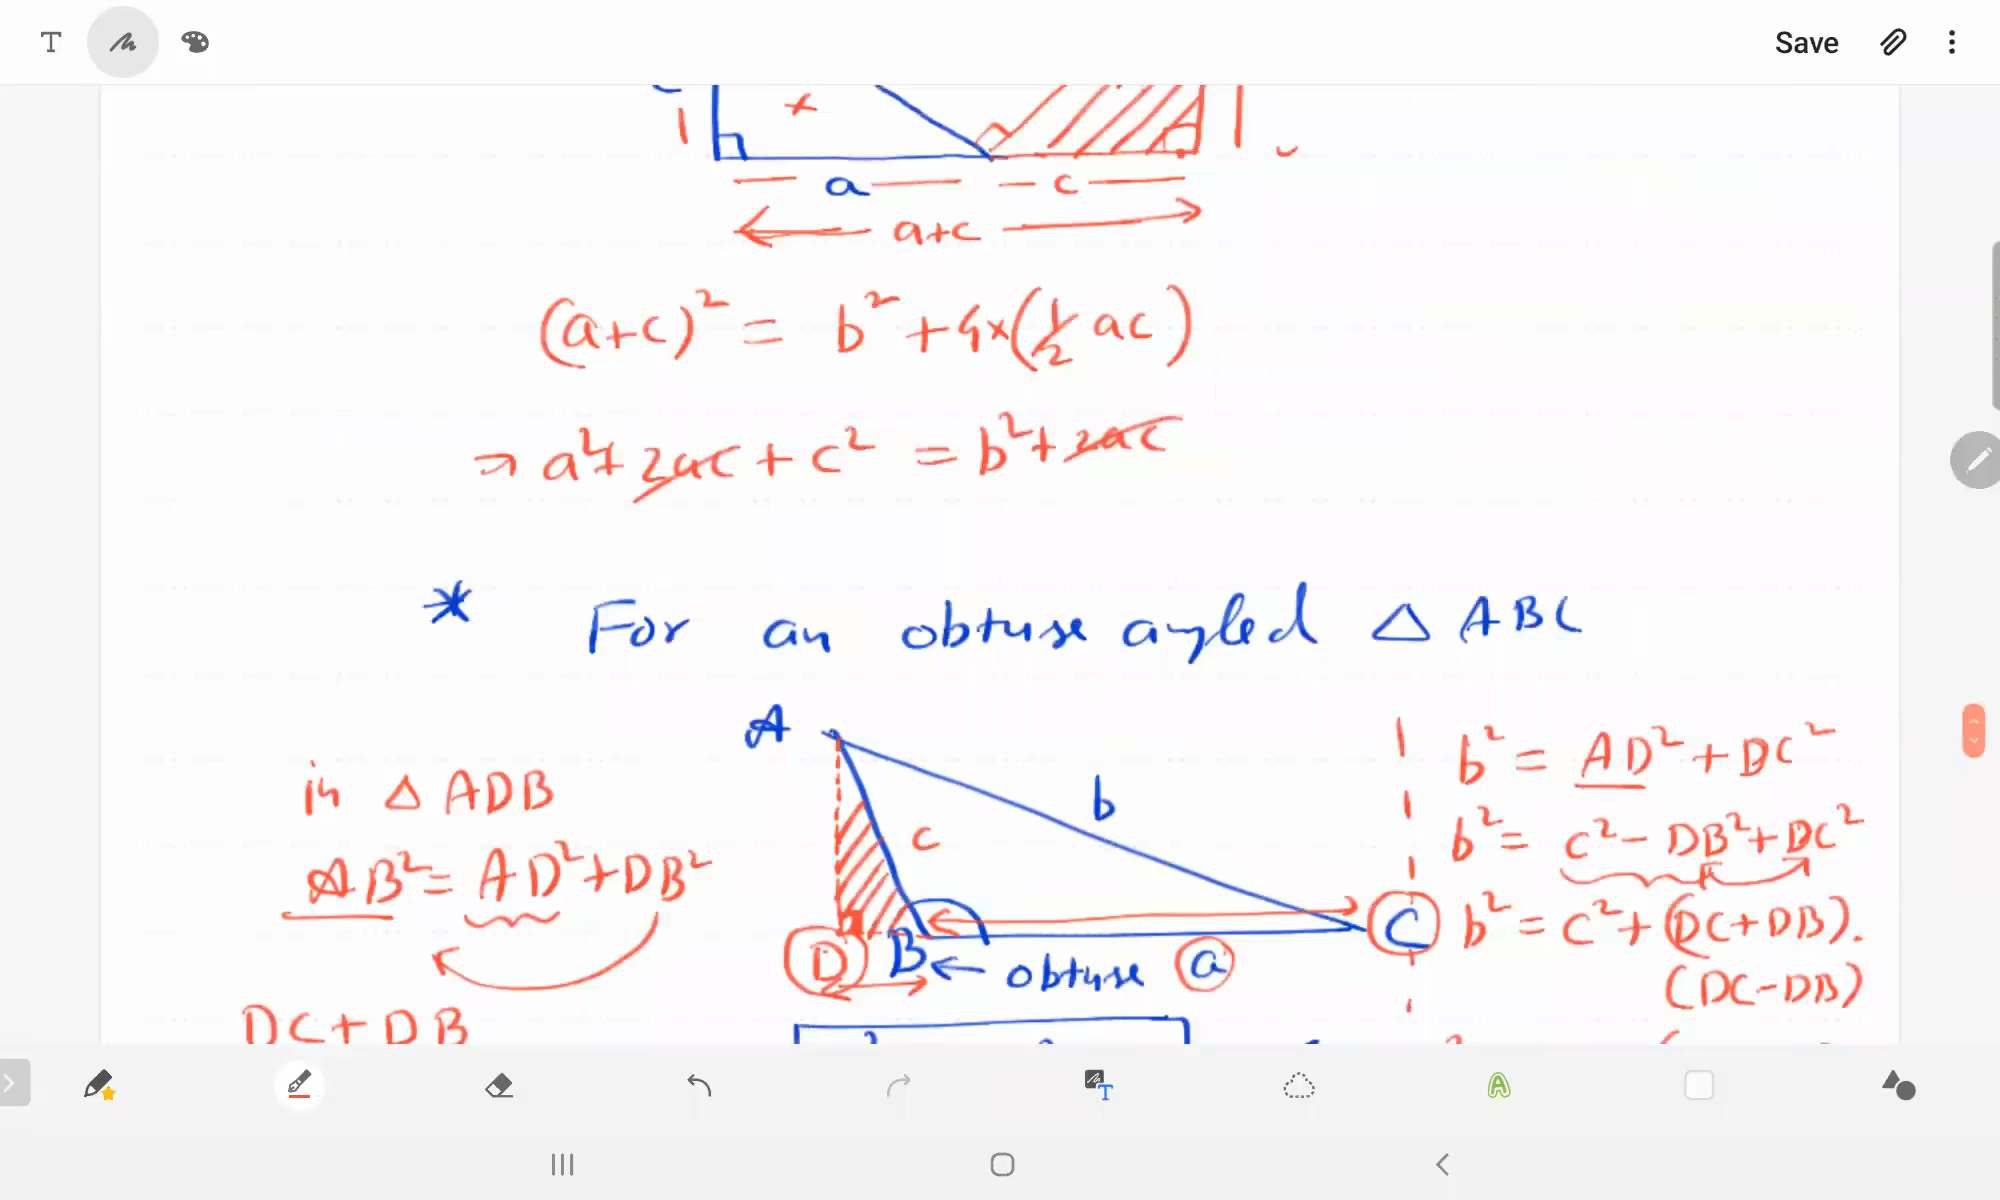 Save
a c
a+c
(a+c)² = b² + 4×(1/2 ac)
→ a² + 2ac + c² = b² + 2ac
* For an obtuse angled △ ABC
A
in △ ADB
AB² = AD² + DB²
b
c
D B ← obtuse a C
b² = AD² + DC²
b² = c² − DB² + DC²
b² = c² + (DC+DB).
(DC−DB)
DC + DB